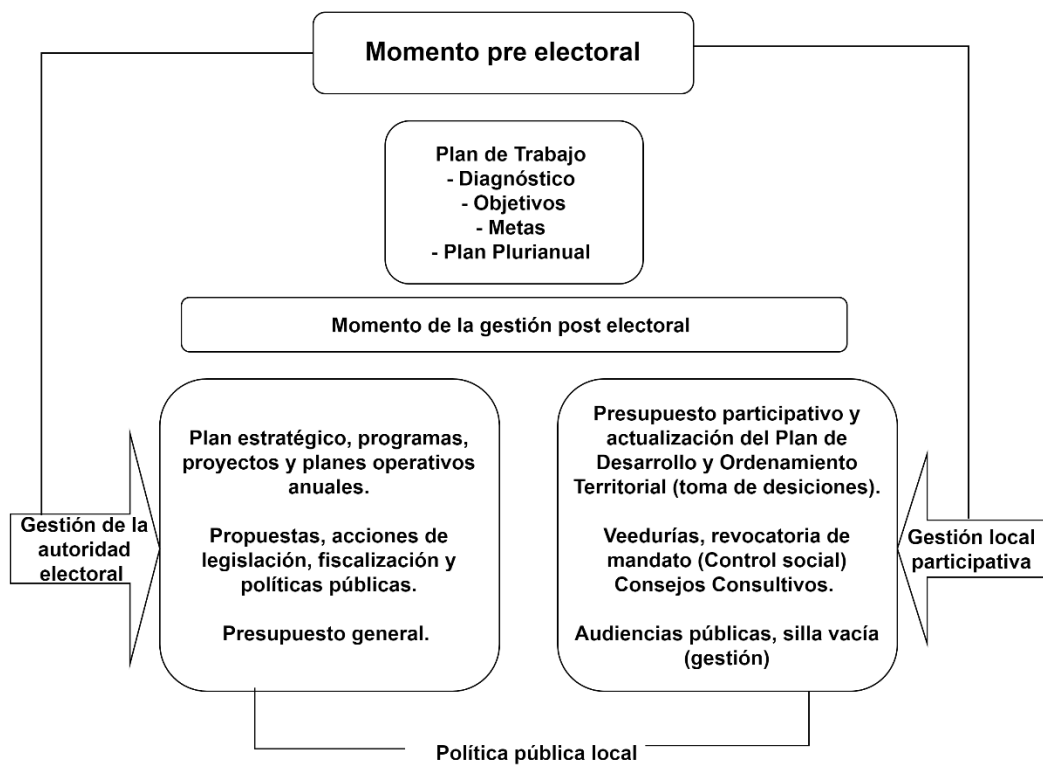 Momento pre electoral
Plan de Trabajo
- Diagnóstico
- Objetivos
- Metas
- Plan Plurianual
Momento de la gestión post electoral
Gestión de la
autoridad
electoral
Plan estratégico, programas,
proyectos y planes operativos
anuales.
Propuestas, acciones de
legislación, fiscalización y
políticas públicas.
Presupuesto general.
Presupuesto participativo y
actualización del Plan de
Desarrollo y Ordenamiento
Territorial (toma de desiciones).
Veedurías, revocatoria de
mandato (Control social)
Consejos Consultivos.
Audiencias públicas, silla vacía
(gestión)
Gestión local
participativa
Política pública local